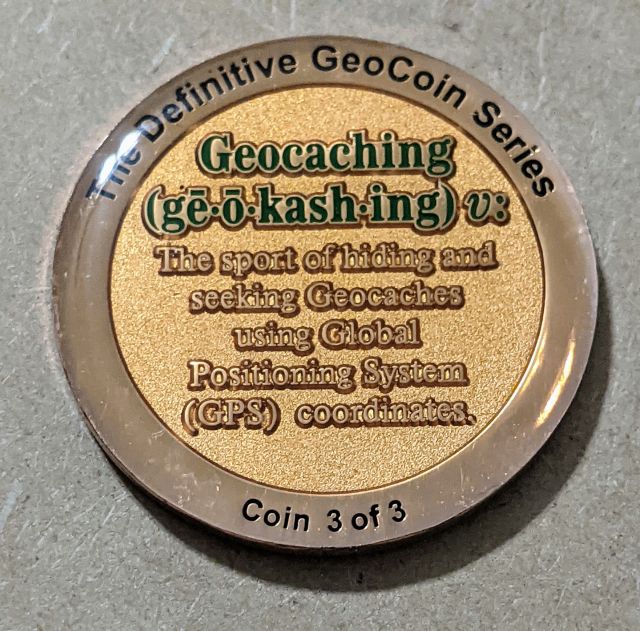 The Definitive GeoCoin Series
Geocaching
(gē·ō·kash·ing) v:
The sport of hiding and
seeking Geocaches
using Global
Positioning System
(GPS) coordinates.
Coin 3 of 3